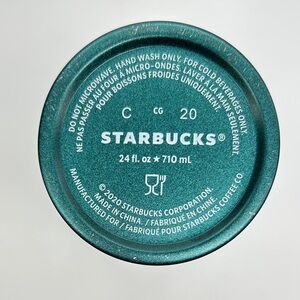 DO NOT MICROWAVE. HAND WASH ONLY. FOR COLD BEVERAGES ONLY.
NE PAS PASSER AU FOUR À MICRO-ONDES. LAVER À LA MAIN SEULEMENT.
POUR BOISSONS FROIDES UNIQUEMENT.
C CG 20
STARBUCKS®
24 fl. oz ★ 710 mL
© 2020 STARBUCKS CORPORATION.
MADE IN CHINA. / FABRIQUÉ EN CHINE.
MANUFACTURED FOR / FABRIQUÉ POUR STARBUCKS COFFEE CO.